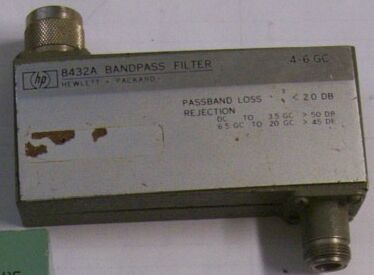 hp 8432A BANDPASS FILTER 4-6 GC
HEWLETT - PACKARD
PASSBAND LOSS < 2.0 DB
REJECTION
DC TO 3.5 GC > 50 DB
6.5 GC TO 20 GC > 45 DB